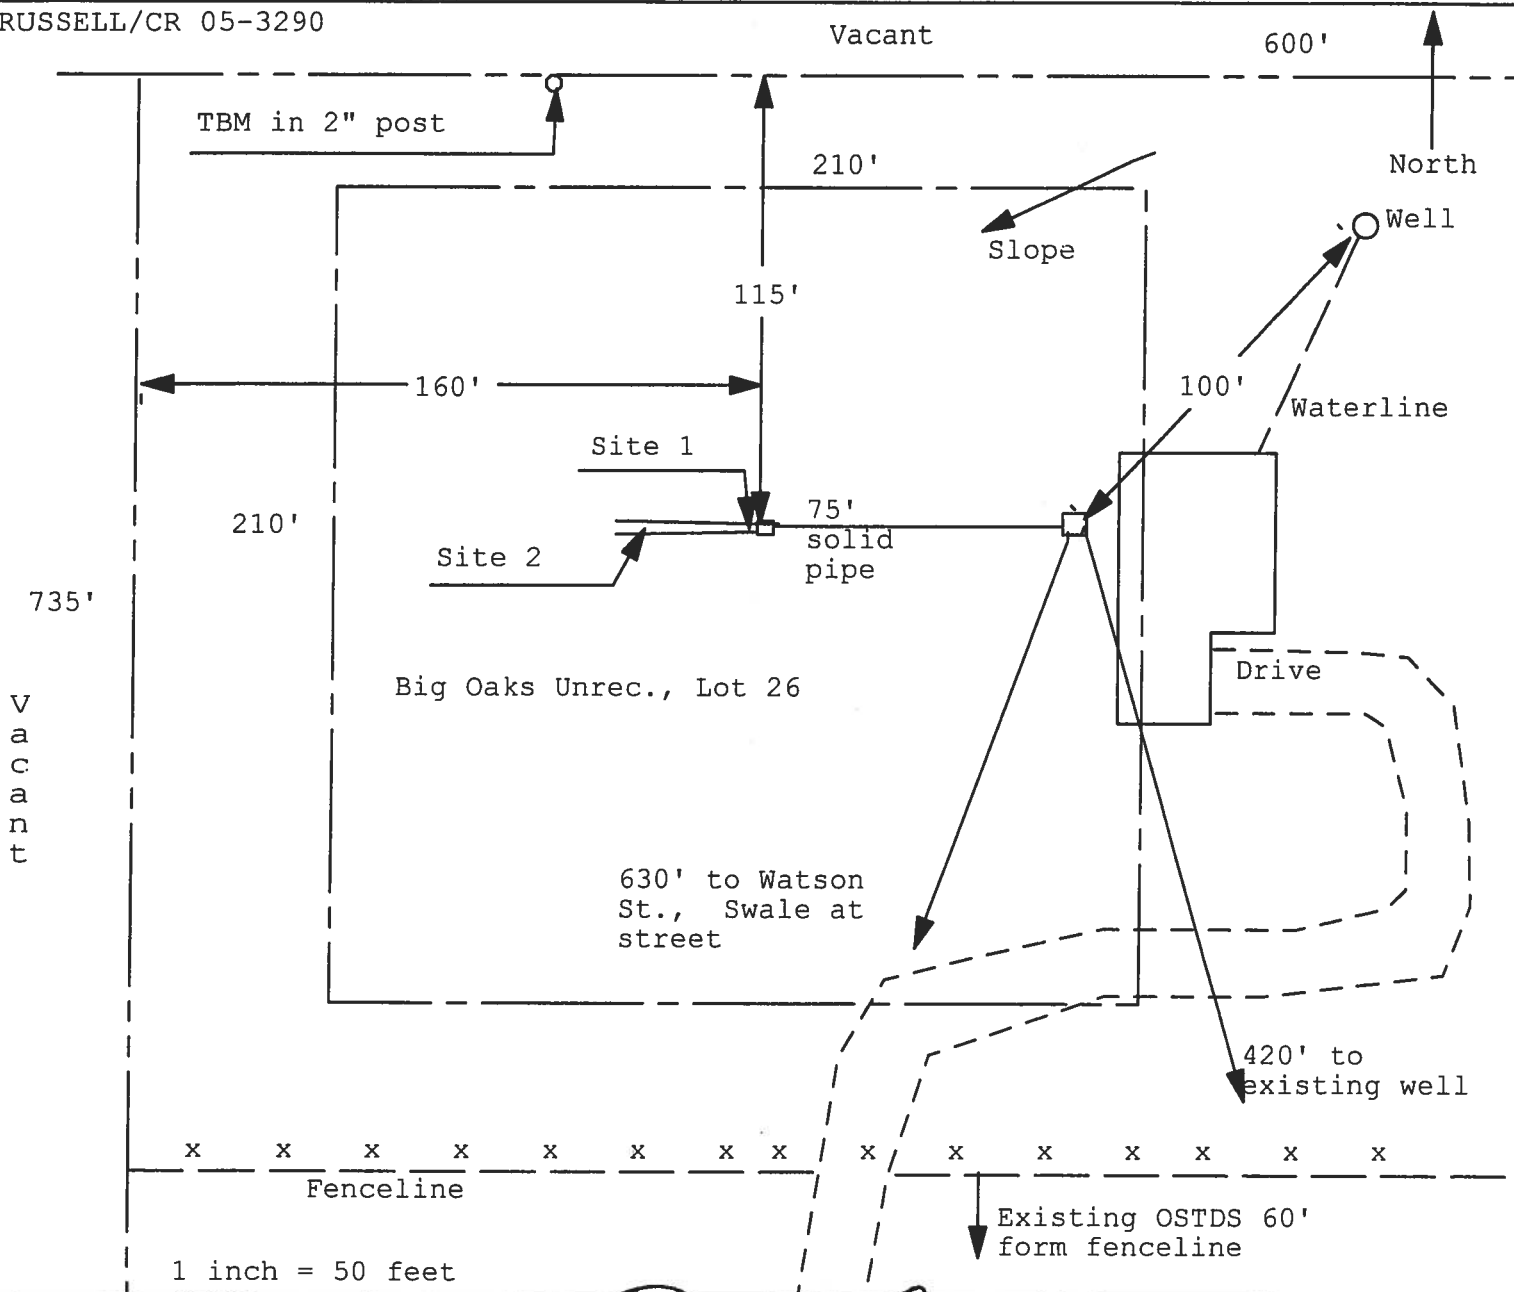 RUSSELL/CR 05-3290
Vacant
600'
TBM in 2" post
210'
North
Slope
Well
115'
160'
100'
Waterline
Site 1
75'
solid
pipe
210'
Site 2
735'
Drive
Big Oaks Unrec., Lot 26
Vacant
630' to Watson
St., Swale at
street
420' to
existing well
x x x x x x x x x x x x x x x
Fenceline
Existing OSTDS 60'
form fenceline
1 inch = 50 feet